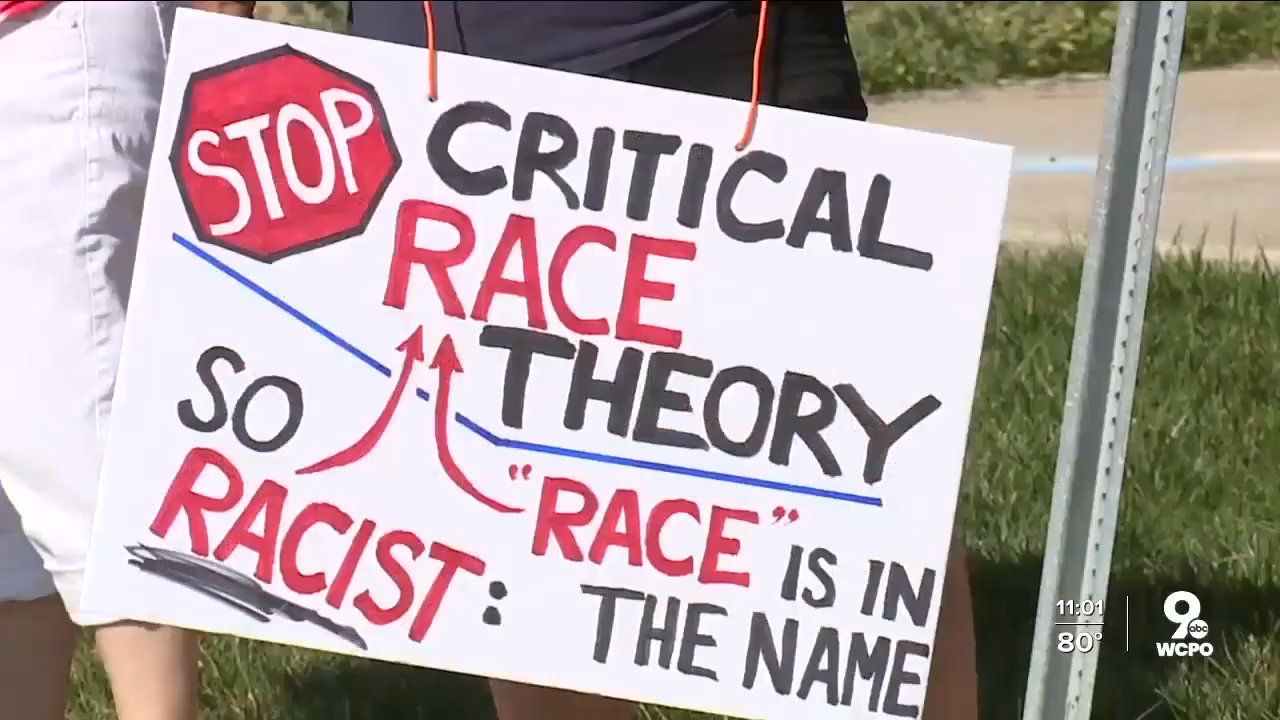 STOP
CRITICAL
RACE
THEORY
SO
RACIST:
"RACE"
IS IN
THE NAME
11:01
80°
9
abc
WCPO